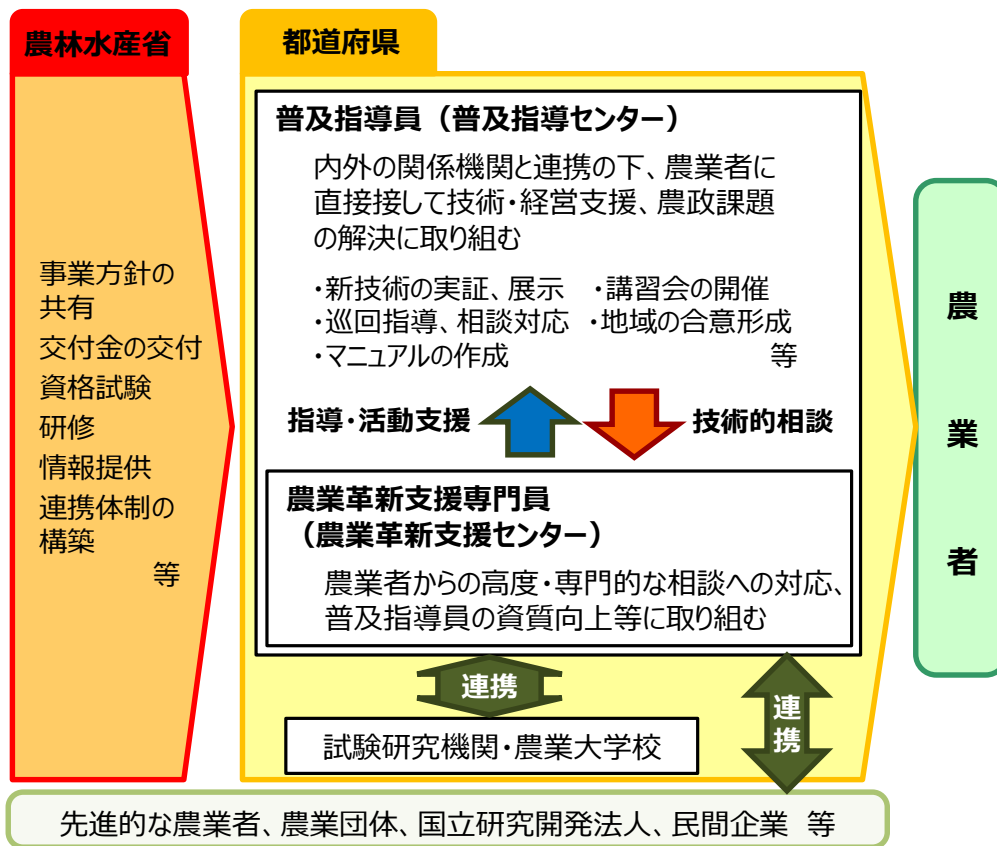 農林水産省
事業方針の
共有
交付金の交付
資格試験
研修
情報提供
連携体制の
構築
等
都道府県
普及指導員（普及指導センター）
内外の関係機関と連携の下、農業者に
直接接して技術・経営支援、農政課題
の解決に取り組む
・新技術の実証、展示　・講習会の開催
・巡回指導、相談対応　・地域の合意形成
・マニュアルの作成　等
指導・活動支援
技術的相談
農業革新支援専門員
（農業革新支援センター）
農業者からの高度・専門的な相談への対応、
普及指導員の資質向上等に取り組む
連携
連
携
試験研究機関・農業大学校
先進的な農業者、農業団体、国立研究開発法人、民間企業　等
農
業
者